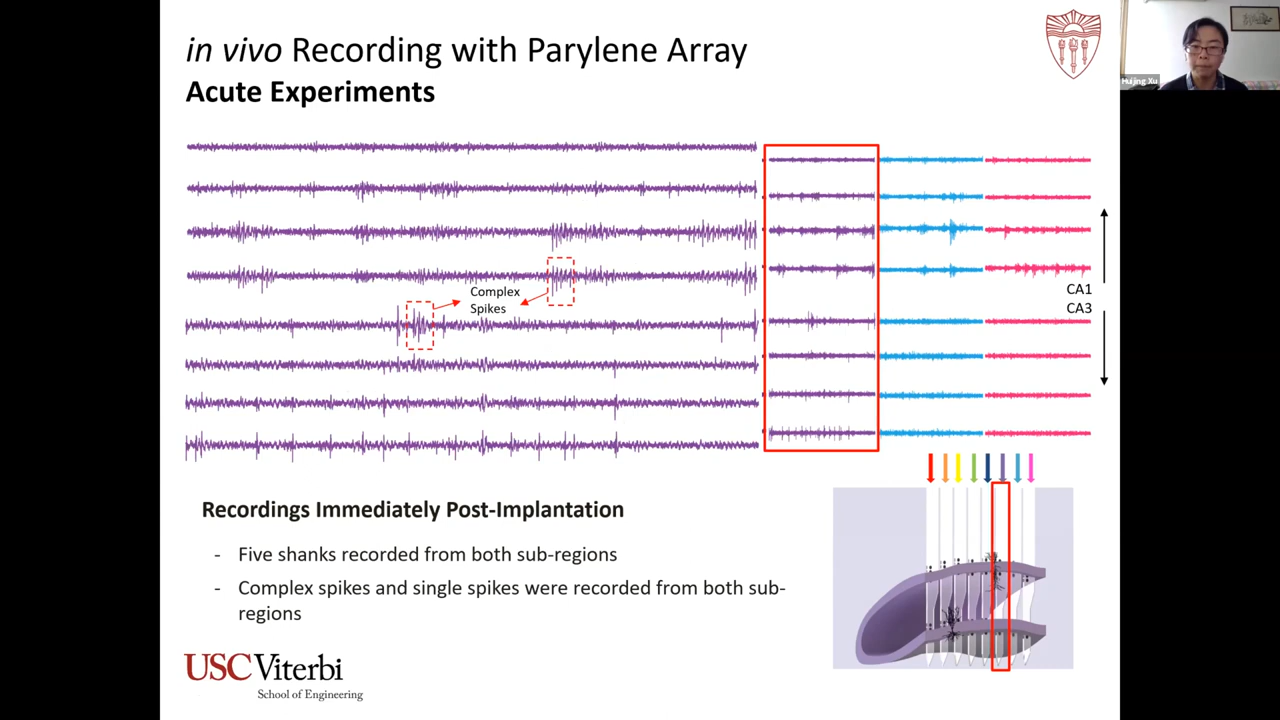 in vivo Recording with Parylene Array
Acute Experiments
Huijing Xu
Complex
Spikes
CA1
CA3
Recordings Immediately Post-Implantation
- Five shanks recorded from both sub-regions
- Complex spikes and single spikes were recorded from both sub-
regions
USC Viterbi
School of Engineering